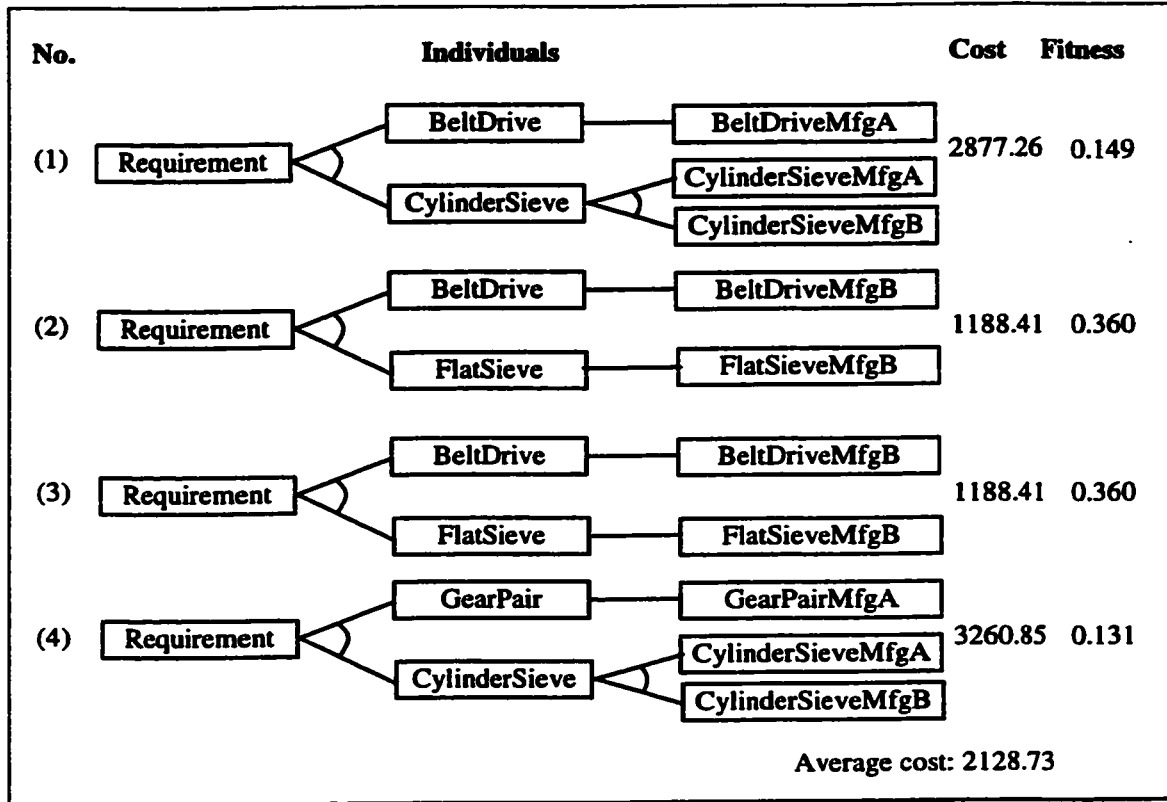 No. Individuals Cost Fitness
BeltDrive BeltDriveMfgA
(1) Requirement 2877.26 0.149
CylinderSieveMfgA
CylinderSieve
CylinderSieveMfgB
BeltDrive BeltDriveMfgB
(2) Requirement 1188.41 0.360
FlatSieve FlatSieveMfgB
BeltDrive BeltDriveMfgB
(3) Requirement 1188.41 0.360
FlatSieve FlatSieveMfgB
GearPair GearPairMfgA
(4) Requirement 3260.85 0.131
CylinderSieveMfgA
CylinderSieve
CylinderSieveMfgB
Average cost: 2128.73